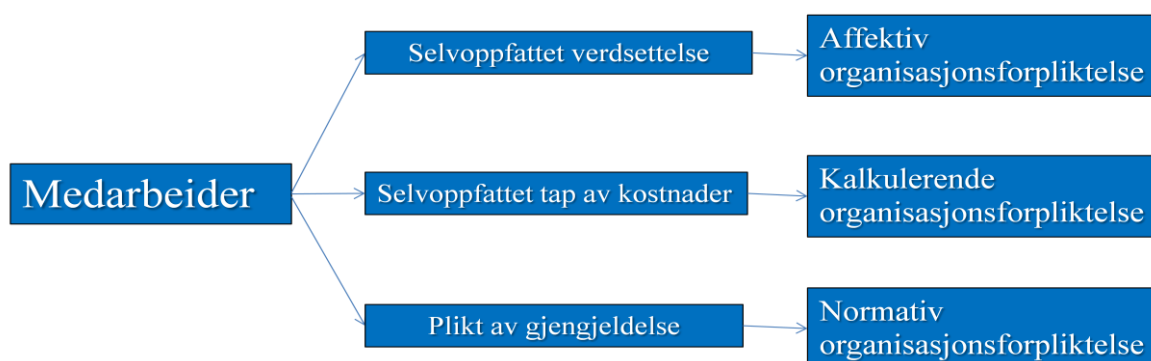 Medarbeider
Selvoppfattet verdsettelse
Affektiv
organisasjonsforpliktelse
Selvoppfattet tap av kostnader
Kalkulerende
organisasjonsforpliktelse
Plikt av gjengjeldelse
Normativ
organisasjonsforpliktelse